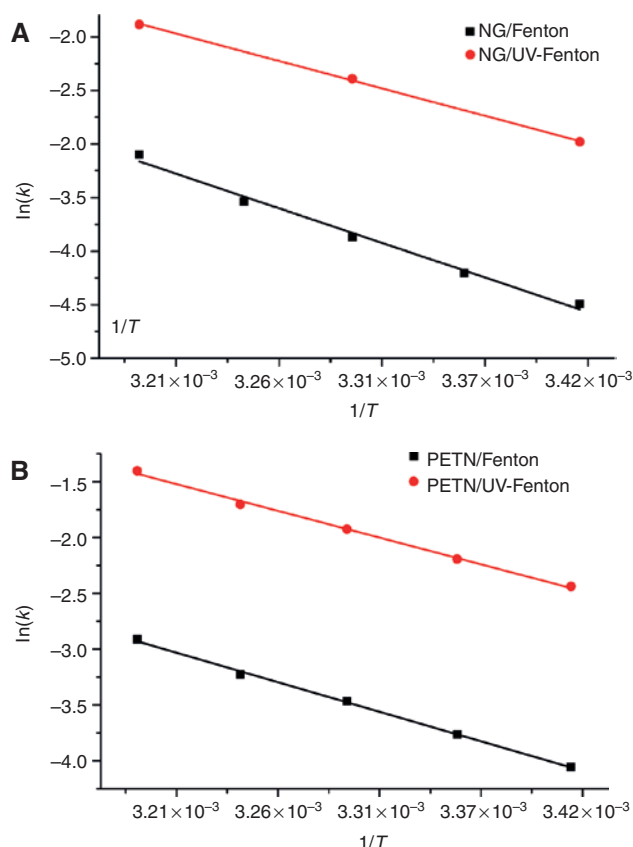 A
NG/Fenton
NG/UV-Fenton
−2.0
−2.5
−2.0
−3.5
−4.0
−4.5
−5.0
ln(k)
1/T
3.21×10⁻³
3.26×10⁻³
3.31×10⁻³
3.37×10⁻³
3.42×10⁻³
1/T
B
PETN/Fenton
PETN/UV-Fenton
−1.5
−2.0
−2.5
−3.0
−3.5
−4.0
ln(k)
3.21×10⁻³
3.26×10⁻³
3.31×10⁻³
3.37×10⁻³
3.42×10⁻³
1/T